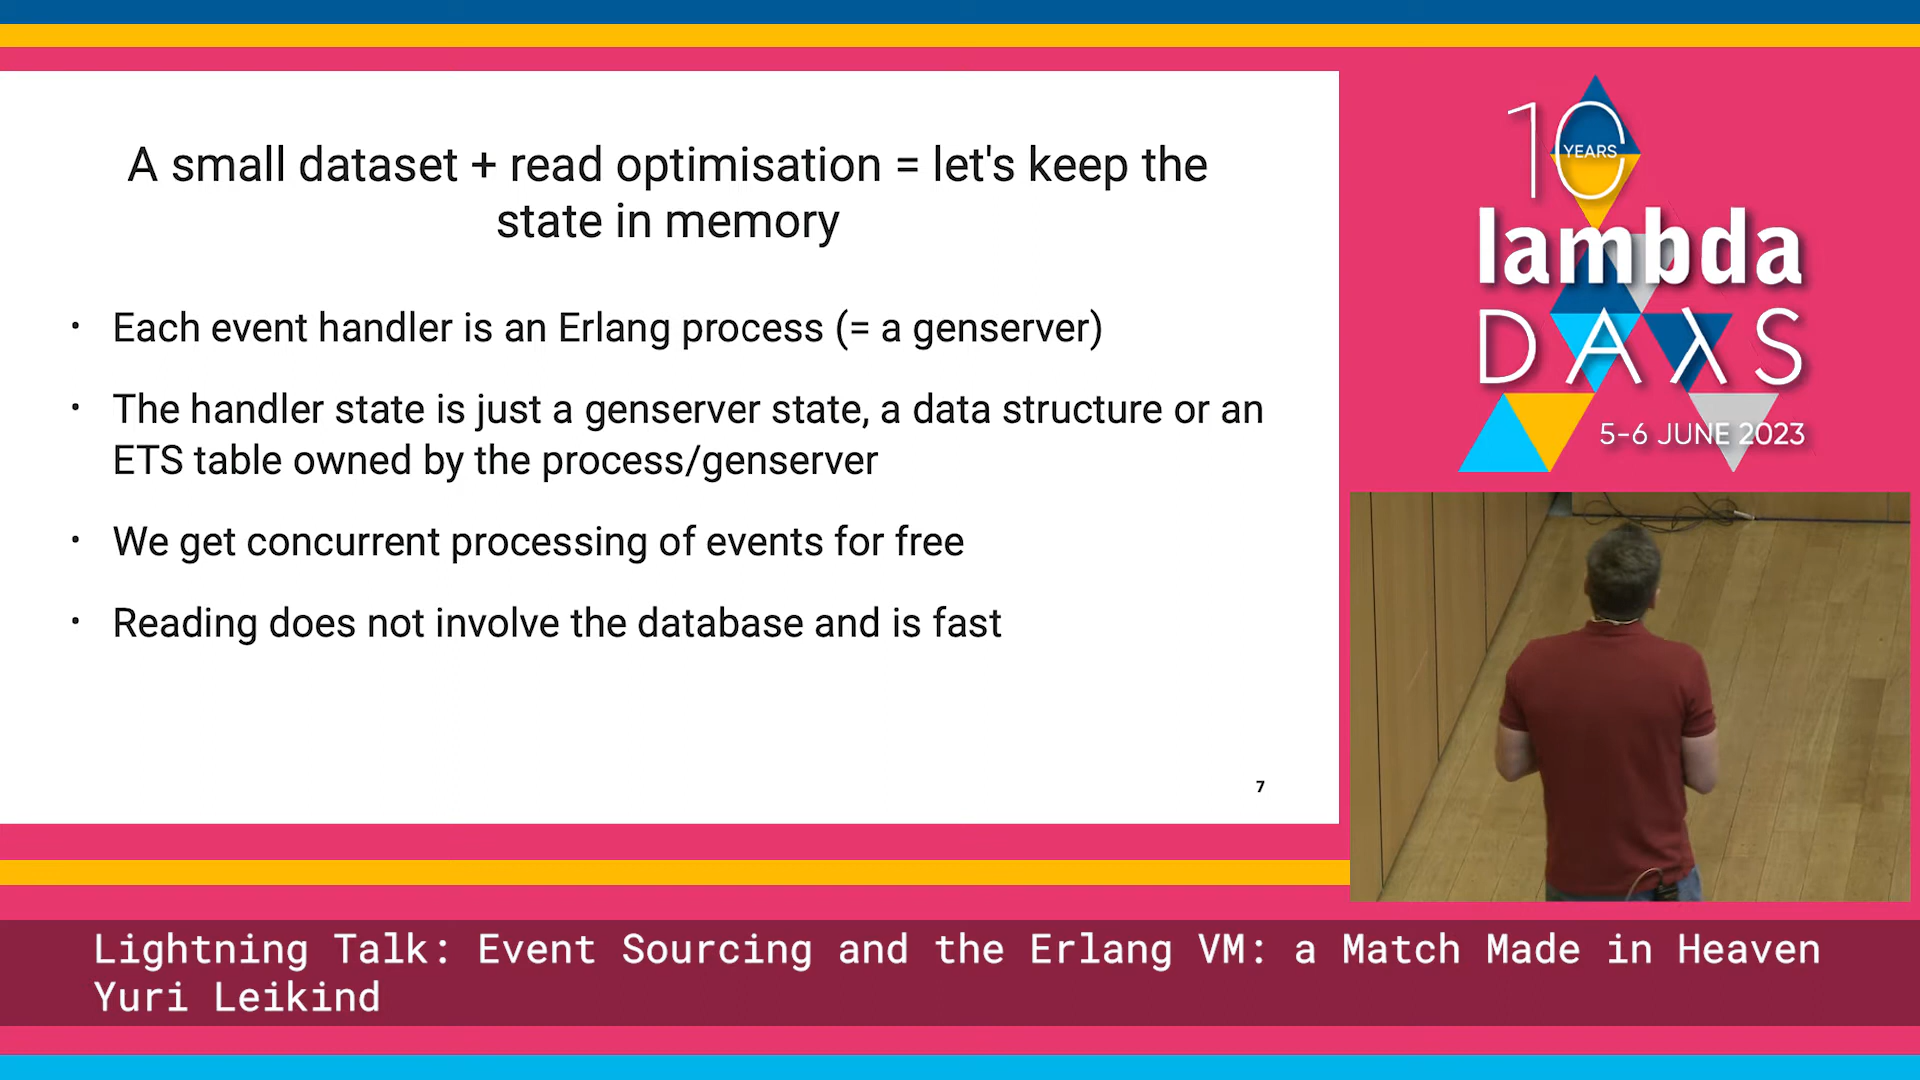 A small dataset + read optimisation = let's keep the
state in memory
• Each event handler is an Erlang process (= a genserver)
• The handler state is just a genserver state, a data structure or an
ETS table owned by the process/genserver
• We get concurrent processing of events for free
• Reading does not involve the database and is fast
7
10
YEARS
lambda
DAλS
5-6 JUNE 2023
Lightning Talk: Event Sourcing and the Erlang VM: a Match Made in Heaven
Yuri Leikind